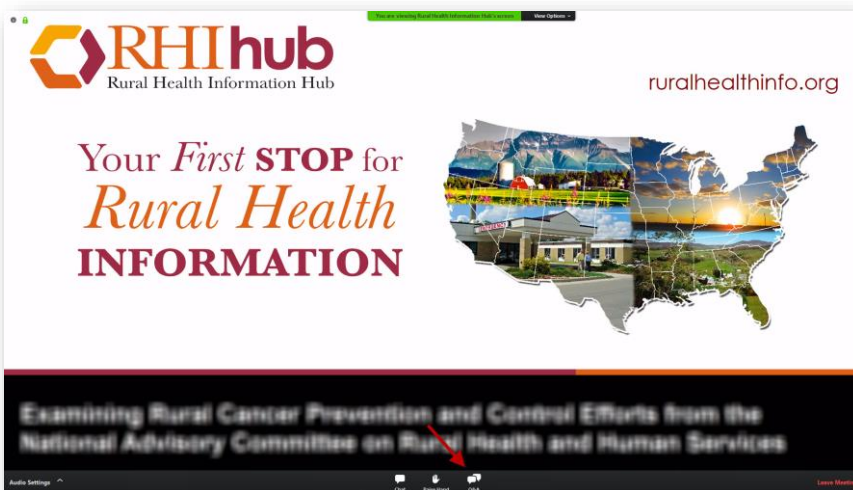 You are viewing Rural Health Information Hub's screen View Options
RHIhub
Rural Health Information Hub
ruralhealthinfo.org
Your First STOP for
Rural Health
INFORMATION
EMERGENCY
Examining Rural Cancer Prevention and Control Efforts from the
National Advisory Committee on Rural Health and Human Services
Audio Settings
Chat Raise Hand Q&A
Leave Meeting